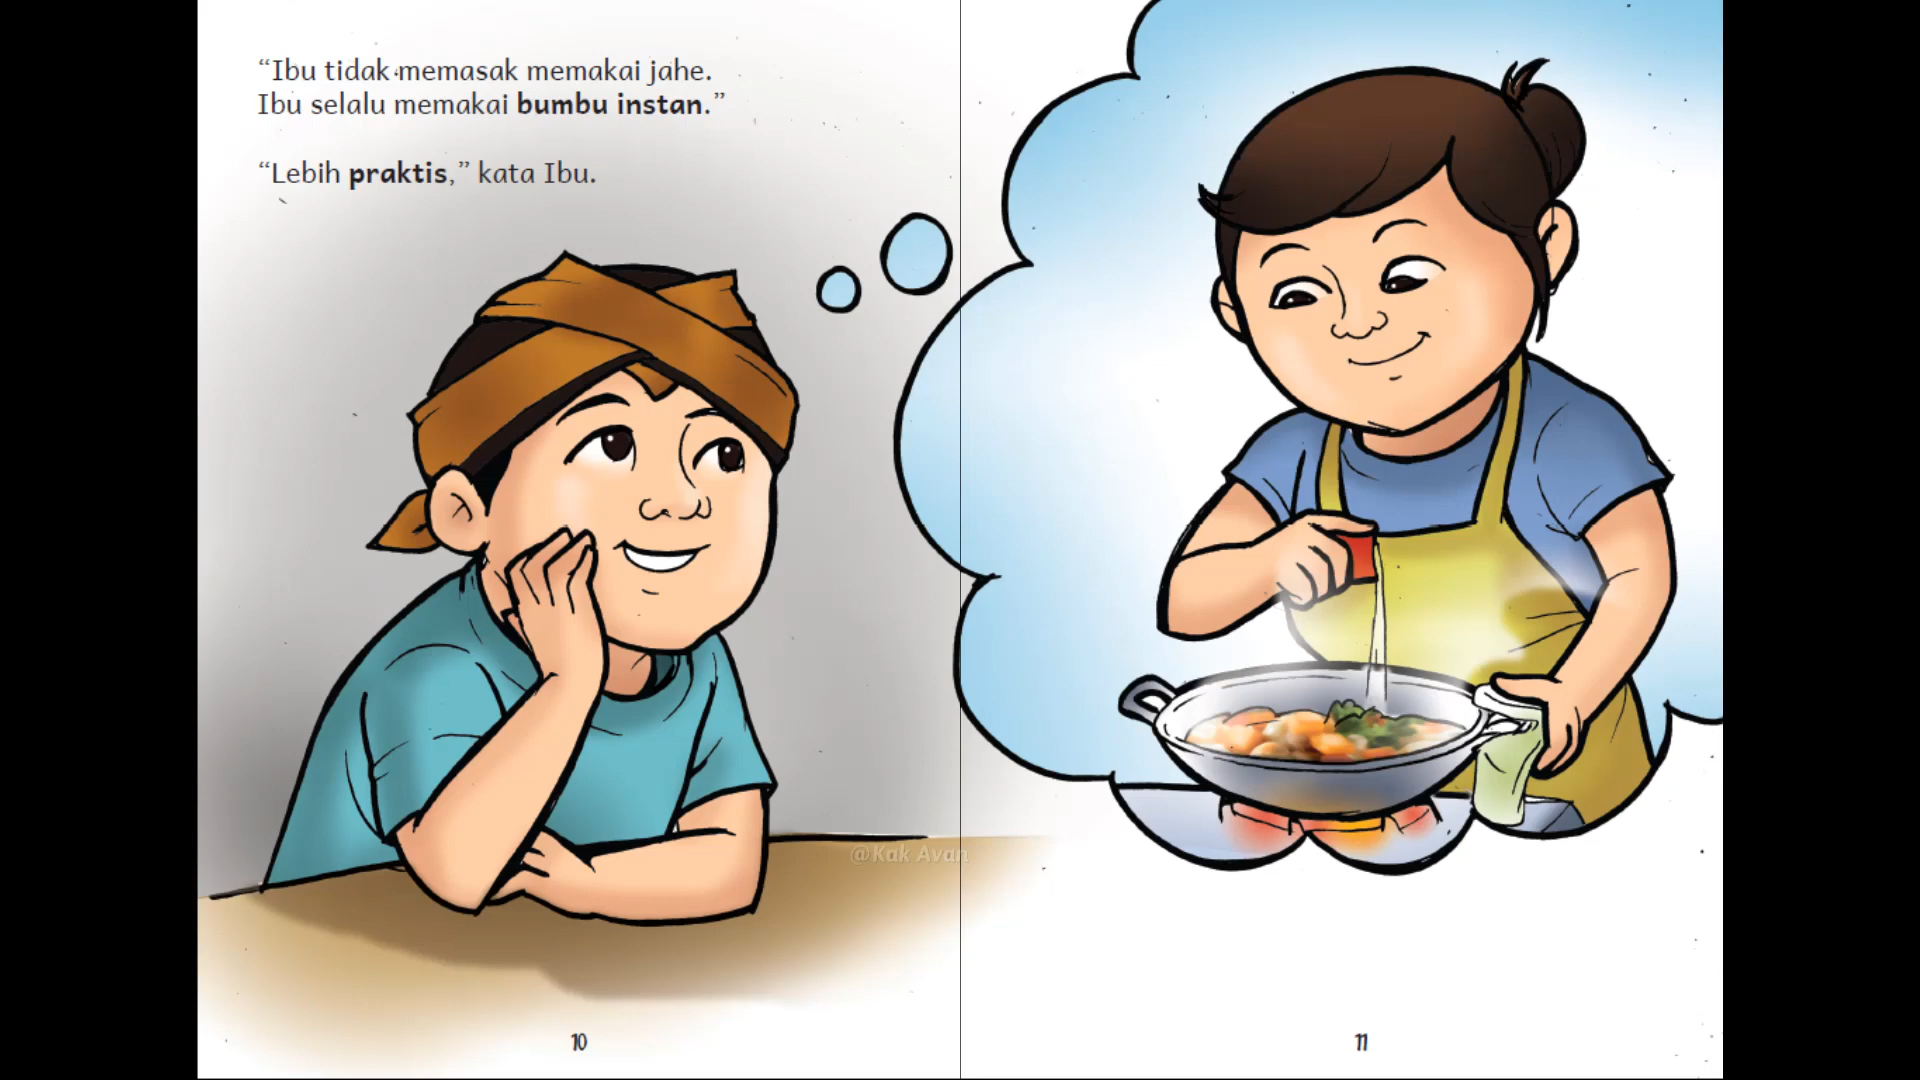 “Ibu tidak memasak memakai jahe.
Ibu selalu memakai bumbu instan.”
“Lebih praktis,” kata Ibu.
@Kak Avan
10
11